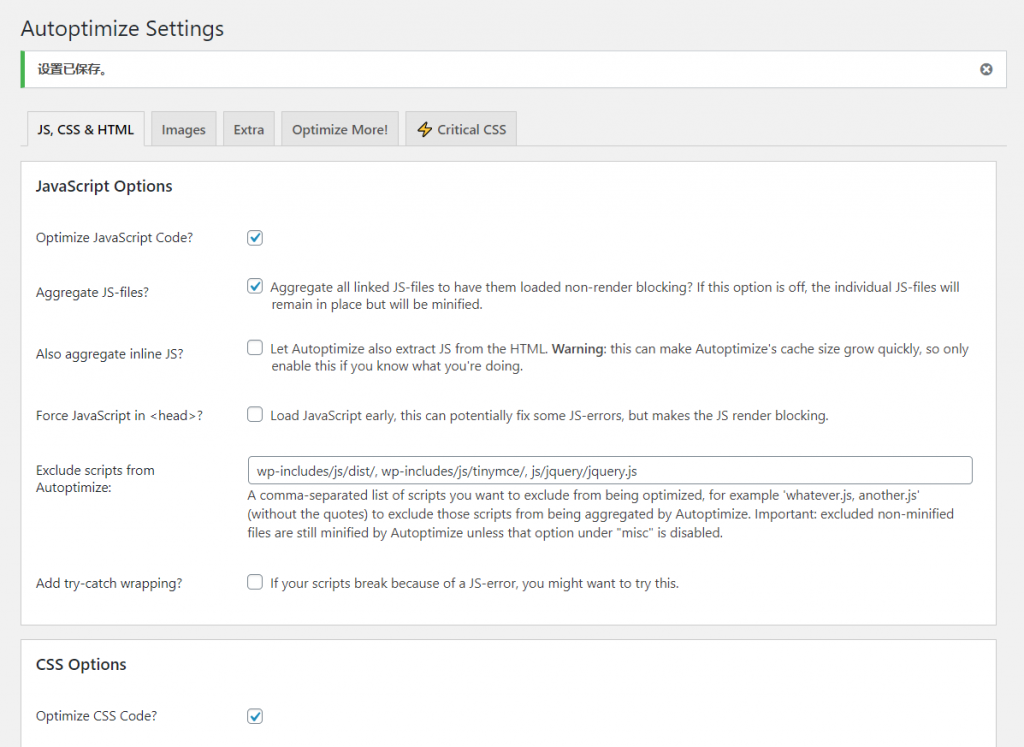 Autoptimize Settings
设置已保存。
JS, CSS & HTML
Images
Extra
Optimize More!
Critical CSS
JavaScript Options
Optimize JavaScript Code?
Aggregate JS-files?
Aggregate all linked JS-files to have them loaded non-render blocking? If this option is off, the individual JS-files will
remain in place but will be minified.
Also aggregate inline JS?
Let Autoptimize also extract JS from the HTML. Warning: this can make Autoptimize's cache size grow quickly, so only
enable this if you know what you're doing.
Force JavaScript in <head>?
Load JavaScript early, this can potentially fix some JS-errors, but makes the JS render blocking.
Exclude scripts from
Autoptimize:
wp-includes/js/dist/, wp-includes/js/tinymce/, js/jquery/jquery.js
A comma-separated list of scripts you want to exclude from being optimized, for example 'whatever.js, another.js'
(without the quotes) to exclude those scripts from being aggregated by Autoptimize. Important: excluded non-minified
files are still minified by Autoptimize unless that option under "misc" is disabled.
Add try-catch wrapping?
If your scripts break because of a JS-error, you might want to try this.
CSS Options
Optimize CSS Code?